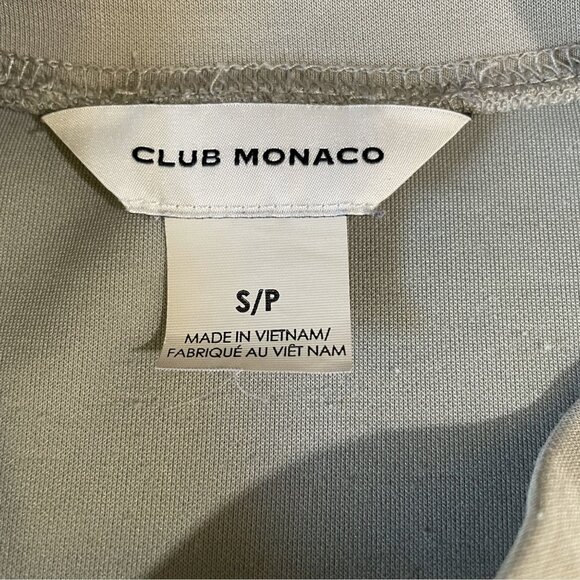 CLUB MONACO
S/P
MADE IN VIETNAM/
FABRIQUÉ AU VIÊT NAM